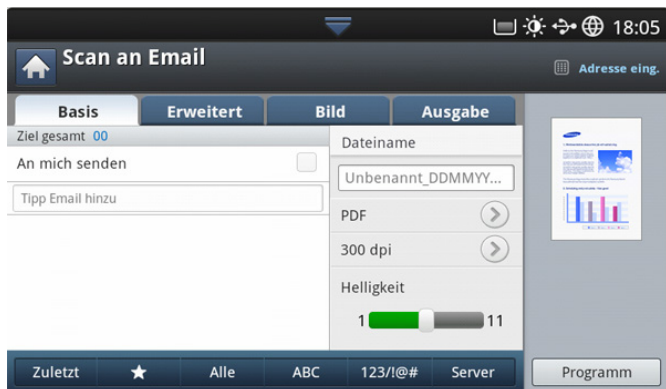 18:05
Scan an Email
Adresse eing.
Basis
Erweitert
Bild
Ausgabe
Ziel gesamt 00
An mich senden
Tipp Email hinzu
Dateiname
Unbenannt_DDMMYY...
PDF
300 dpi
Helligkeit
1 11
Zuletzt
Alle
ABC
123/!@#
Server
Programm